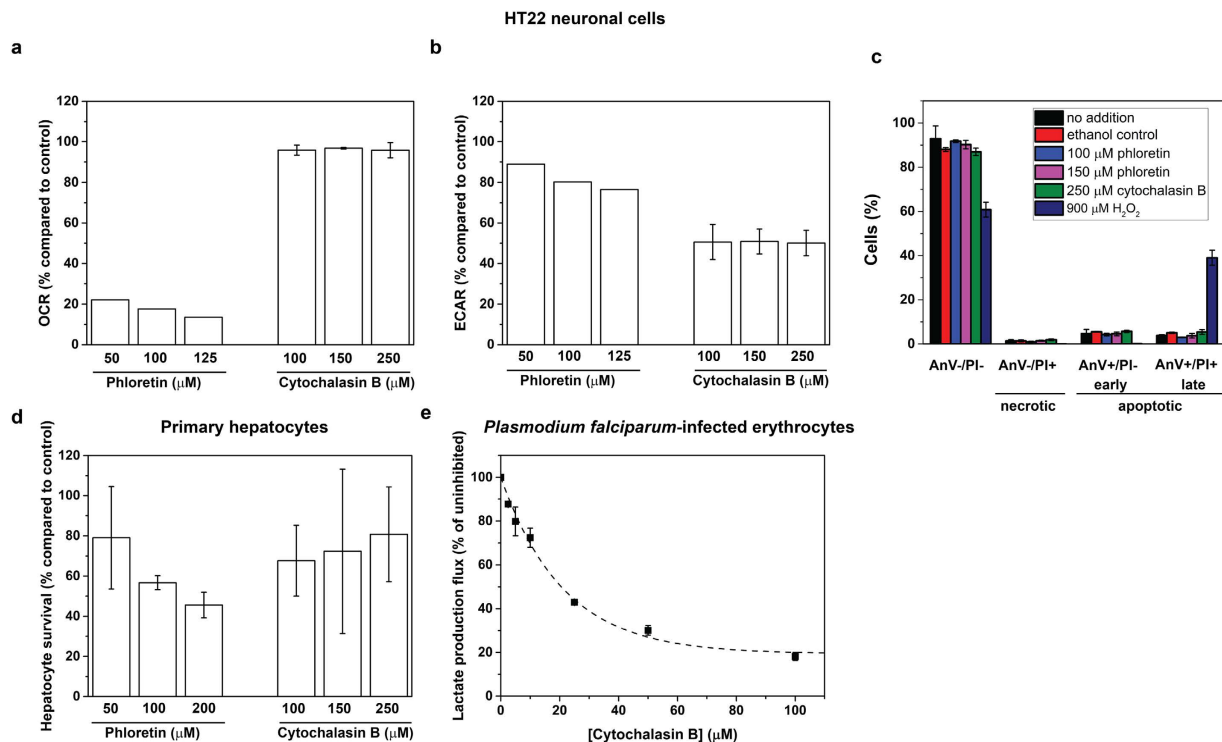 HT22 neuronal cells
a
OCR (% compared to control)
120
100
80
60
40
20
0
50 100 125 100 150 250
Phloretin (μM) Cytochalasin B (μM)
b
ECAR (% compared to control)
120
100
80
60
40
20
0
50 100 125 100 150 250
Phloretin (μM) Cytochalasin B (μM)
c
Cells (%)
100
80
60
40
20
0
no addition
ethanol control
100 μM phloretin
150 μM phloretin
250 μM cytochalasin B
900 μM H₂O₂
AnV-/PI- AnV-/PI+ AnV+/PI- AnV+/PI+
early late
necrotic apoptotic
d
Primary hepatocytes
Hepatocyte survival (% compared to control)
120
100
80
60
40
20
0
50 100 200 100 150 250
Phloretin (μM) Cytochalasin B (μM)
e
Plasmodium falciparum-infected erythrocytes
Lactate production flux (% of uninhibited)
100
80
60
40
20
0
0 20 40 60 80 100
[Cytochalasin B] (μM)